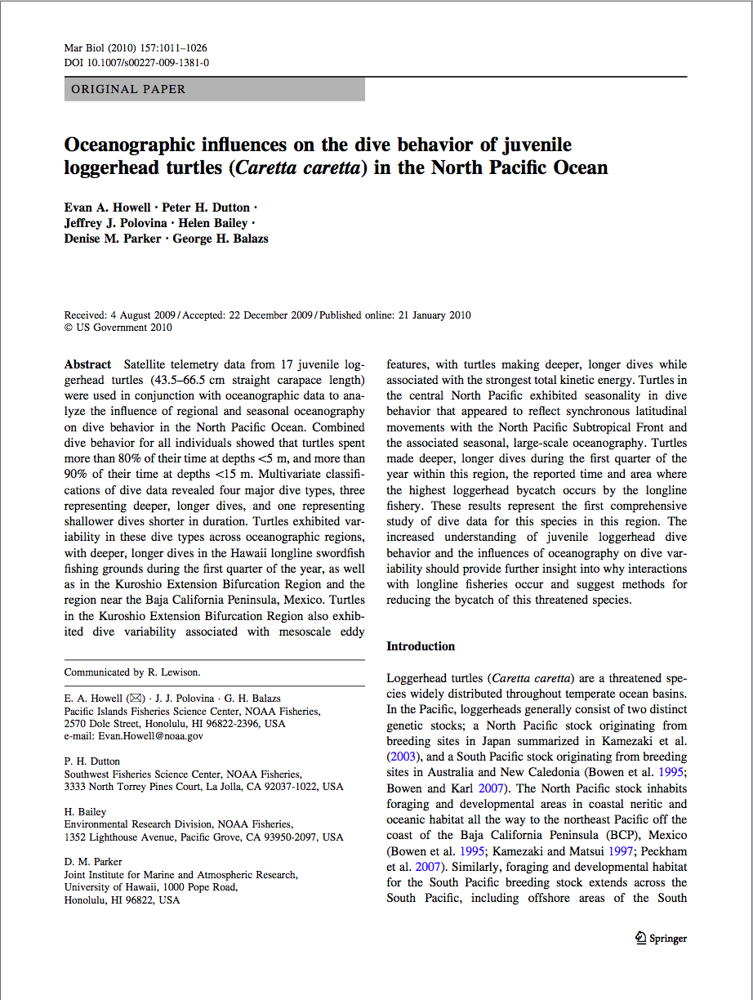 Mar Biol (2010) 157:1011–1026
DOI 10.1007/s00227-009-1381-0
ORIGINAL PAPER
Oceanographic influences on the dive behavior of juvenile
loggerhead turtles (Caretta caretta) in the North Pacific Ocean
Evan A. Howell · Peter H. Dutton ·
Jeffrey J. Polovina · Helen Bailey ·
Denise M. Parker · George H. Balazs
Received: 4 August 2009 / Accepted: 22 December 2009 / Published online: 21 January 2010
© US Government 2010
Abstract Satellite telemetry data from 17 juvenile log-
gerhead turtles (43.5–66.5 cm straight carapace length)
were used in conjunction with oceanographic data to ana-
lyze the influence of regional and seasonal oceanography
on dive behavior in the North Pacific Ocean. Combined
dive behavior for all individuals showed that turtles spent
more than 80% of their time at depths <5 m, and more than
90% of their time at depths <15 m. Multivariate classifi-
cations of dive data revealed four major dive types, three
representing deeper, longer dives, and one representing
shallower dives shorter in duration. Turtles exhibited var-
iability in these dive types across oceanographic regions,
with deeper, longer dives in the Hawaii longline swordfish
fishing grounds during the first quarter of the year, as well
as in the Kuroshio Extension Bifurcation Region and the
region near the Baja California Peninsula, Mexico. Turtles
in the Kuroshio Extension Bifurcation Region also exhib-
ited dive variability associated with mesoscale eddy
features, with turtles making deeper, longer dives while
associated with the strongest total kinetic energy. Turtles in
the central North Pacific exhibited seasonality in dive
behavior that appeared to reflect synchronous latitudinal
movements with the North Pacific Subtropical Front and
the associated seasonal, large-scale oceanography. Turtles
made deeper, longer dives during the first quarter of the
year within this region, the reported time and area where
the highest loggerhead bycatch occurs by the longline
fishery. These results represent the first comprehensive
study of dive data for this species in this region. The
increased understanding of juvenile loggerhead dive
behavior and the influences of oceanography on dive var-
iability should provide further insight into why interactions
with longline fisheries occur and suggest methods for
reducing the bycatch of this threatened species.
Communicated by R. Lewison.
E. A. Howell (✉) · J. J. Polovina · G. H. Balazs
Pacific Islands Fisheries Science Center, NOAA Fisheries,
2570 Dole Street, Honolulu, HI 96822-2396, USA
e-mail: Evan.Howell@noaa.gov
P. H. Dutton
Southwest Fisheries Science Center, NOAA Fisheries,
3333 North Torrey Pines Court, La Jolla, CA 92037-1022, USA
H. Bailey
Environmental Research Division, NOAA Fisheries,
1352 Lighthouse Avenue, Pacific Grove, CA 93950-2097, USA
D. M. Parker
Joint Institute for Marine and Atmospheric Research,
University of Hawaii, 1000 Pope Road,
Honolulu, HI 96822, USA
Introduction
Loggerhead turtles (Caretta caretta) are a threatened spe-
cies widely distributed throughout temperate ocean basins.
In the Pacific, loggerheads generally consist of two distinct
genetic stocks; a North Pacific stock originating from
breeding sites in Japan summarized in Kamezaki et al.
(2003), and a South Pacific stock originating from breeding
sites in Australia and New Caledonia (Bowen et al. 1995;
Bowen and Karl 2007). The North Pacific stock inhabits
foraging and developmental areas in coastal neritic and
oceanic habitat all the way to the northeast Pacific off the
coast of the Baja California Peninsula (BCP), Mexico
(Bowen et al. 1995; Kamezaki and Matsui 1997; Peckham
et al. 2007). Similarly, foraging and developmental habitat
for the South Pacific breeding stock extends across the
South Pacific, including offshore areas of the South
Springer